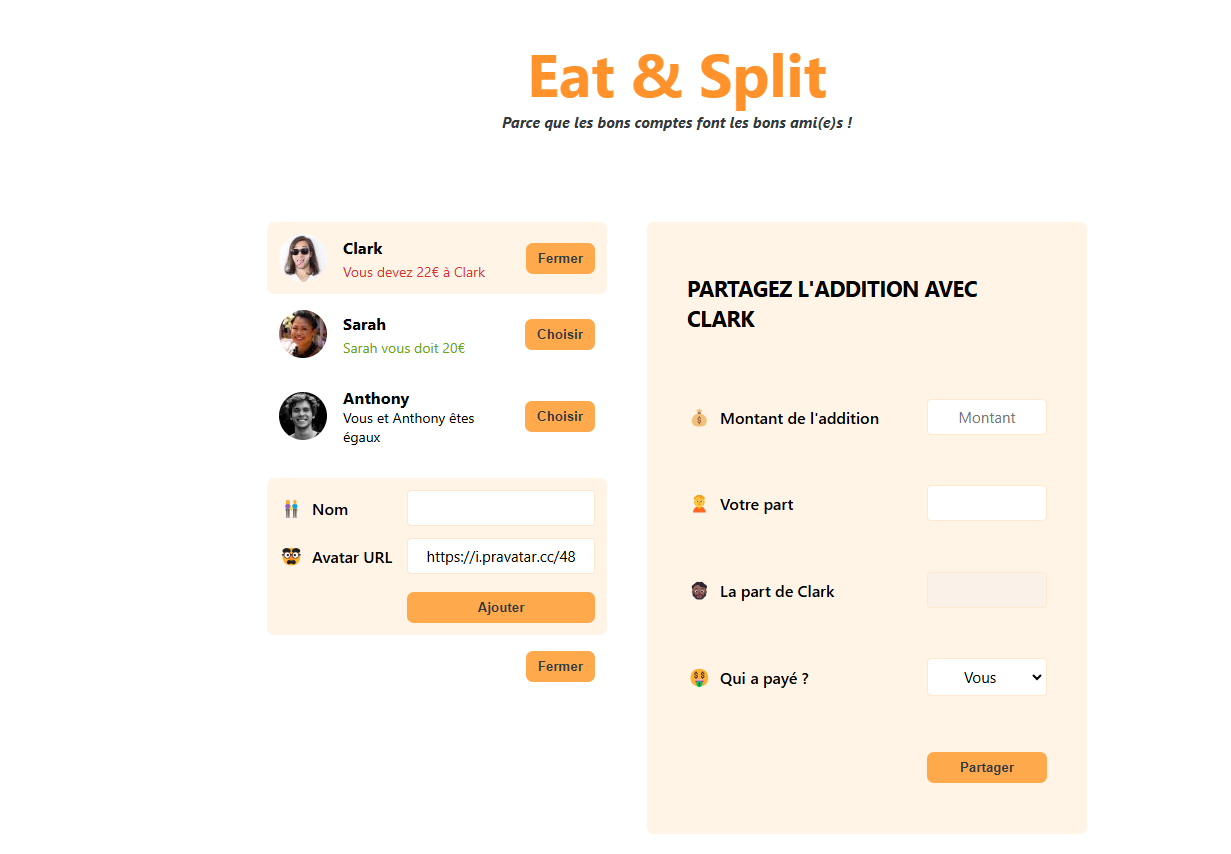 Eat & Split
Parce que les bons comptes font les bons ami(e)s !
Clark
Vous devez 22€ à Clark
Fermer
Sarah
Sarah vous doit 20€
Choisir
Anthony
Vous et Anthony êtes
égaux
Choisir
Nom
Avatar URL
https://i.pravatar.cc/48
Ajouter
Fermer
PARTAGEZ L'ADDITION AVEC
CLARK
Montant de l'addition
Montant
Votre part
La part de Clark
Qui a payé ?
Vous
Partager